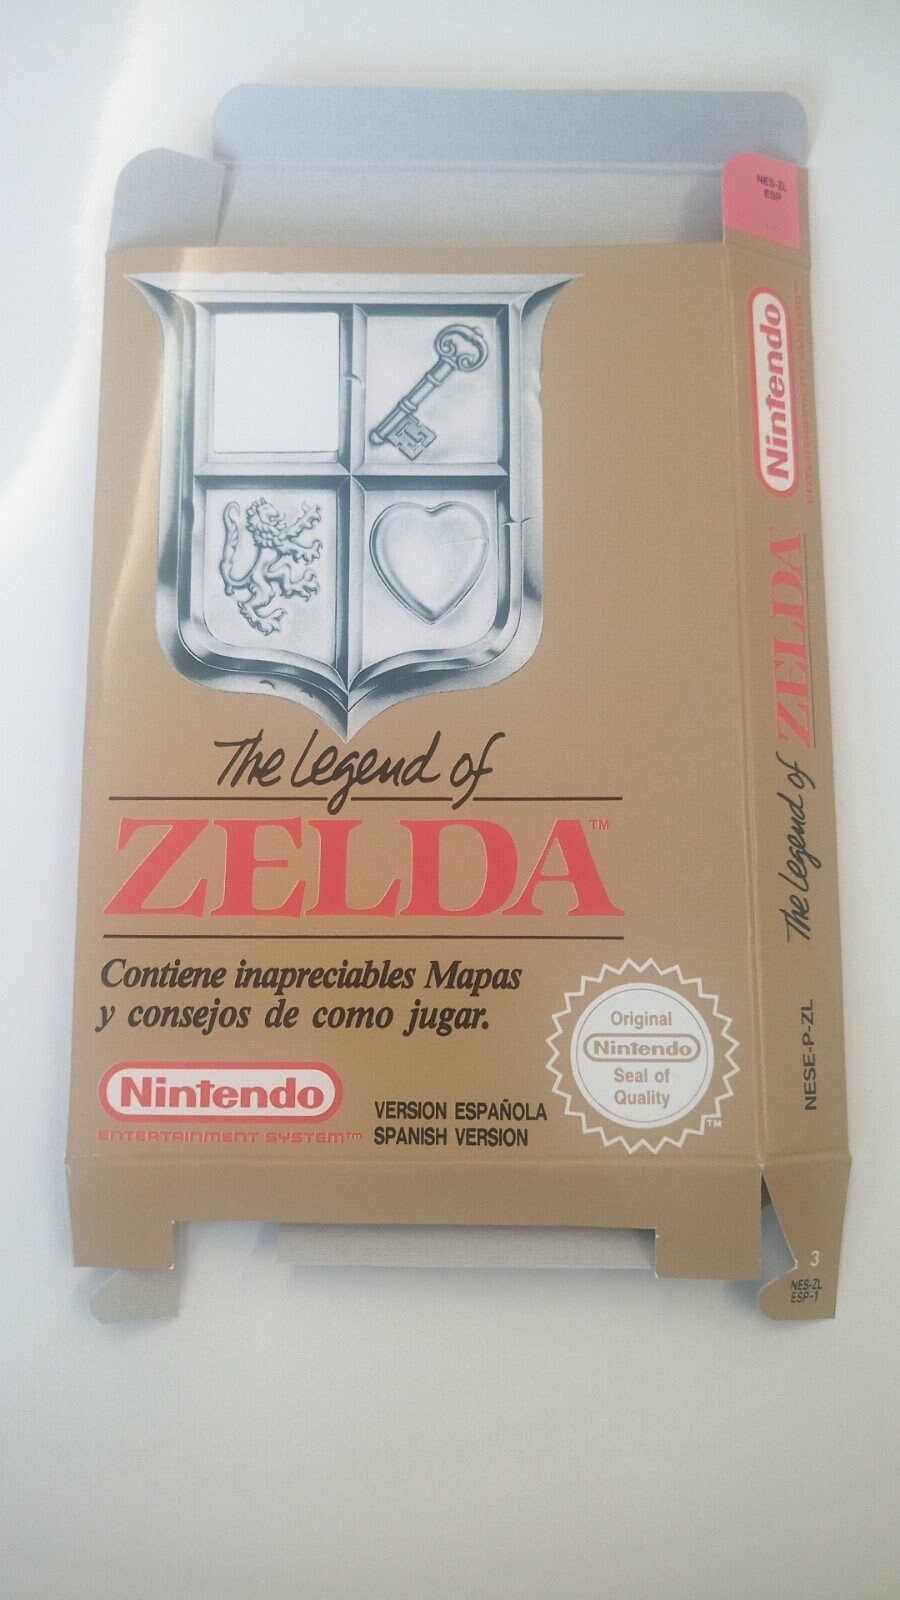 NES-ZL
ESP
The Legend of
ZELDA™
Contiene inapreciables Mapas
y consejos de como jugar.
Nintendo
ENTERTAINMENT SYSTEM™
VERSION ESPAÑOLA
SPANISH VERSION
Original
Nintendo
Seal of
Quality
TM
Nintendo
The Legend of ZELDA
NESE-P-ZL
3
NES-ZL
ESP-1